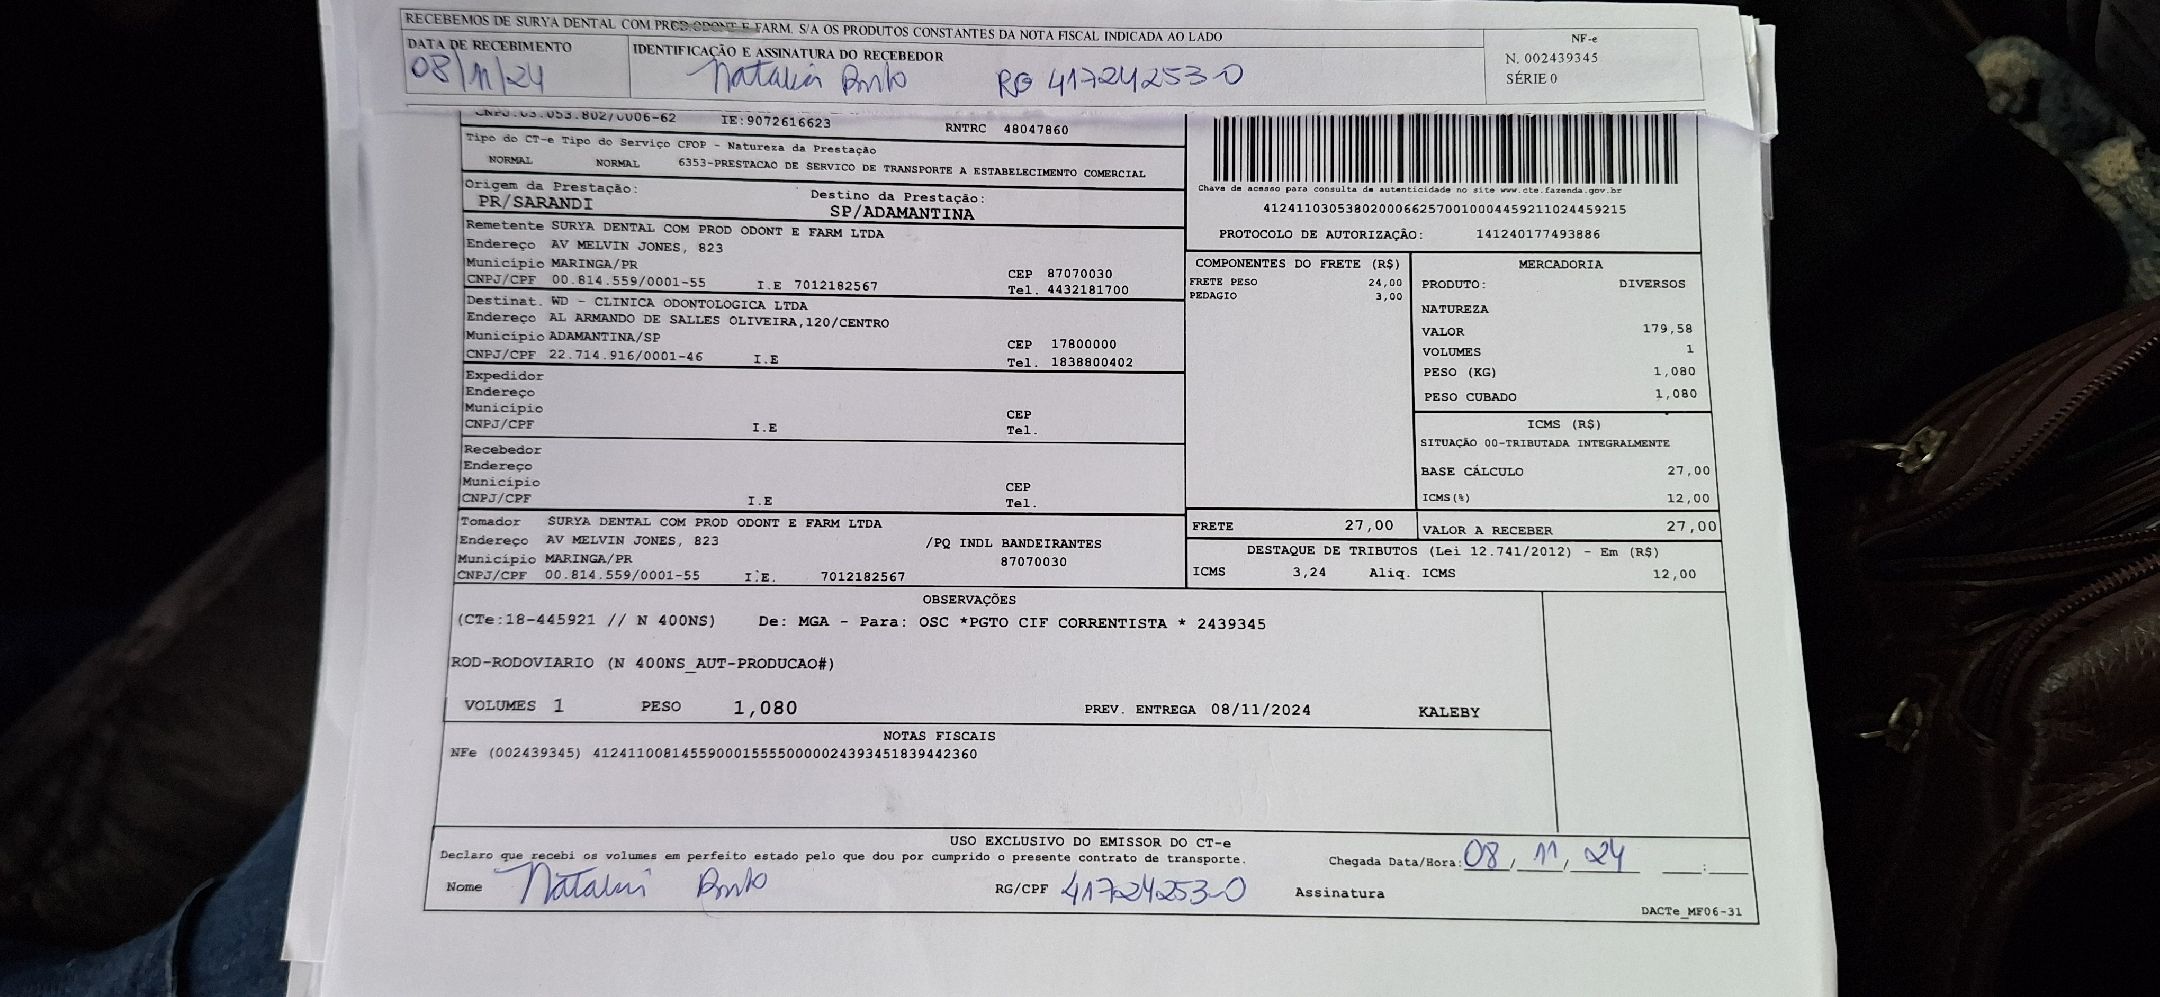 RECEBEMOS DE SURYA DENTAL COM PROD ODONT E FARM. S/A OS PRODUTOS CONSTANTES DA NOTA FISCAL INDICADA AO LADO
DATA DE RECEBIMENTO IDENTIFICAÇÃO E ASSINATURA DO RECEBEDOR
08/11/24 RG 41724253-0
NF-e
N. 002439345
SÉRIE 0
CNPJ.03.053.802/0006-62 IE:9072616623 RNTRC 48047860
Tipo do CT-e Tipo do Serviço CFOP - Natureza da Prestação
NORMAL NORMAL 6353-PRESTACAO DE SERVICO DE TRANSPORTE A ESTABELECIMENTO COMERCIAL
Origem da Prestação: Destino da Prestação:
PR/SARANDI SP/ADAMANTINA
Remetente SURYA DENTAL COM PROD ODONT E FARM LTDA
Endereço AV MELVIN JONES, 823
Município MARINGA/PR CEP 87070030
CNPJ/CPF 00.814.559/0001-55 I.E 7012182567 Tel. 4432181700
Destinat. WD - CLINICA ODONTOLOGICA LTDA
Endereço AL ARMANDO DE SALLES OLIVEIRA,120/CENTRO
Município ADAMANTINA/SP CEP 17800000
CNPJ/CPF 22.714.916/0001-46 I.E Tel. 1838800402
Expedidor
Endereço
Município CEP
CNPJ/CPF I.E Tel.
Recebedor
Endereço
Município CEP
CNPJ/CPF I.E Tel.
Tomador SURYA DENTAL COM PROD ODONT E FARM LTDA
Endereço AV MELVIN JONES, 823 /PQ INDL BANDEIRANTES
Município MARINGA/PR 87070030
CNPJ/CPF 00.814.559/0001-55 I.E. 7012182567
Chave de acesso para consulta de autenticidade no site www.cte.fazenda.gov.br
41241103053802000662570010004459211024459215
PROTOCOLO DE AUTORIZAÇÃO: 141240177493886
COMPONENTES DO FRETE (R$)
FRETE PESO 24,00
PEDAGIO 3,00
MERCADORIA
PRODUTO: DIVERSOS
NATUREZA
VALOR 179,58
VOLUMES 1
PESO (KG) 1,080
PESO CUBADO 1,080
ICMS (R$)
SITUAÇÃO 00-TRIBUTADA INTEGRALMENTE
BASE CÁLCULO 27,00
ICMS(%) 12,00
FRETE 27,00 VALOR A RECEBER 27,00
DESTAQUE DE TRIBUTOS (Lei 12.741/2012) - Em (R$)
ICMS 3,24 Aliq. ICMS 12,00
OBSERVAÇÕES
(CTe:18-445921 // N 400NS) De: MGA - Para: OSC *PGTO CIF CORRENTISTA * 2439345
ROD-RODOVIARIO (N 400NS_AUT-PRODUCAO#)
VOLUMES 1 PESO 1,080 PREV. ENTREGA 08/11/2024 KALEBY
NOTAS FISCAIS
NFe (002439345) 41241100814559000155550000024393451839442360
USO EXCLUSIVO DO EMISSOR DO CT-e
Declaro que recebi os volumes em perfeito estado pelo que dou por cumprido o presente contrato de transporte. Chegada Data/Hora: 08/11/24 __:__
Nome RG/CPF 41724253-0 Assinatura
DACTe_MF06-31